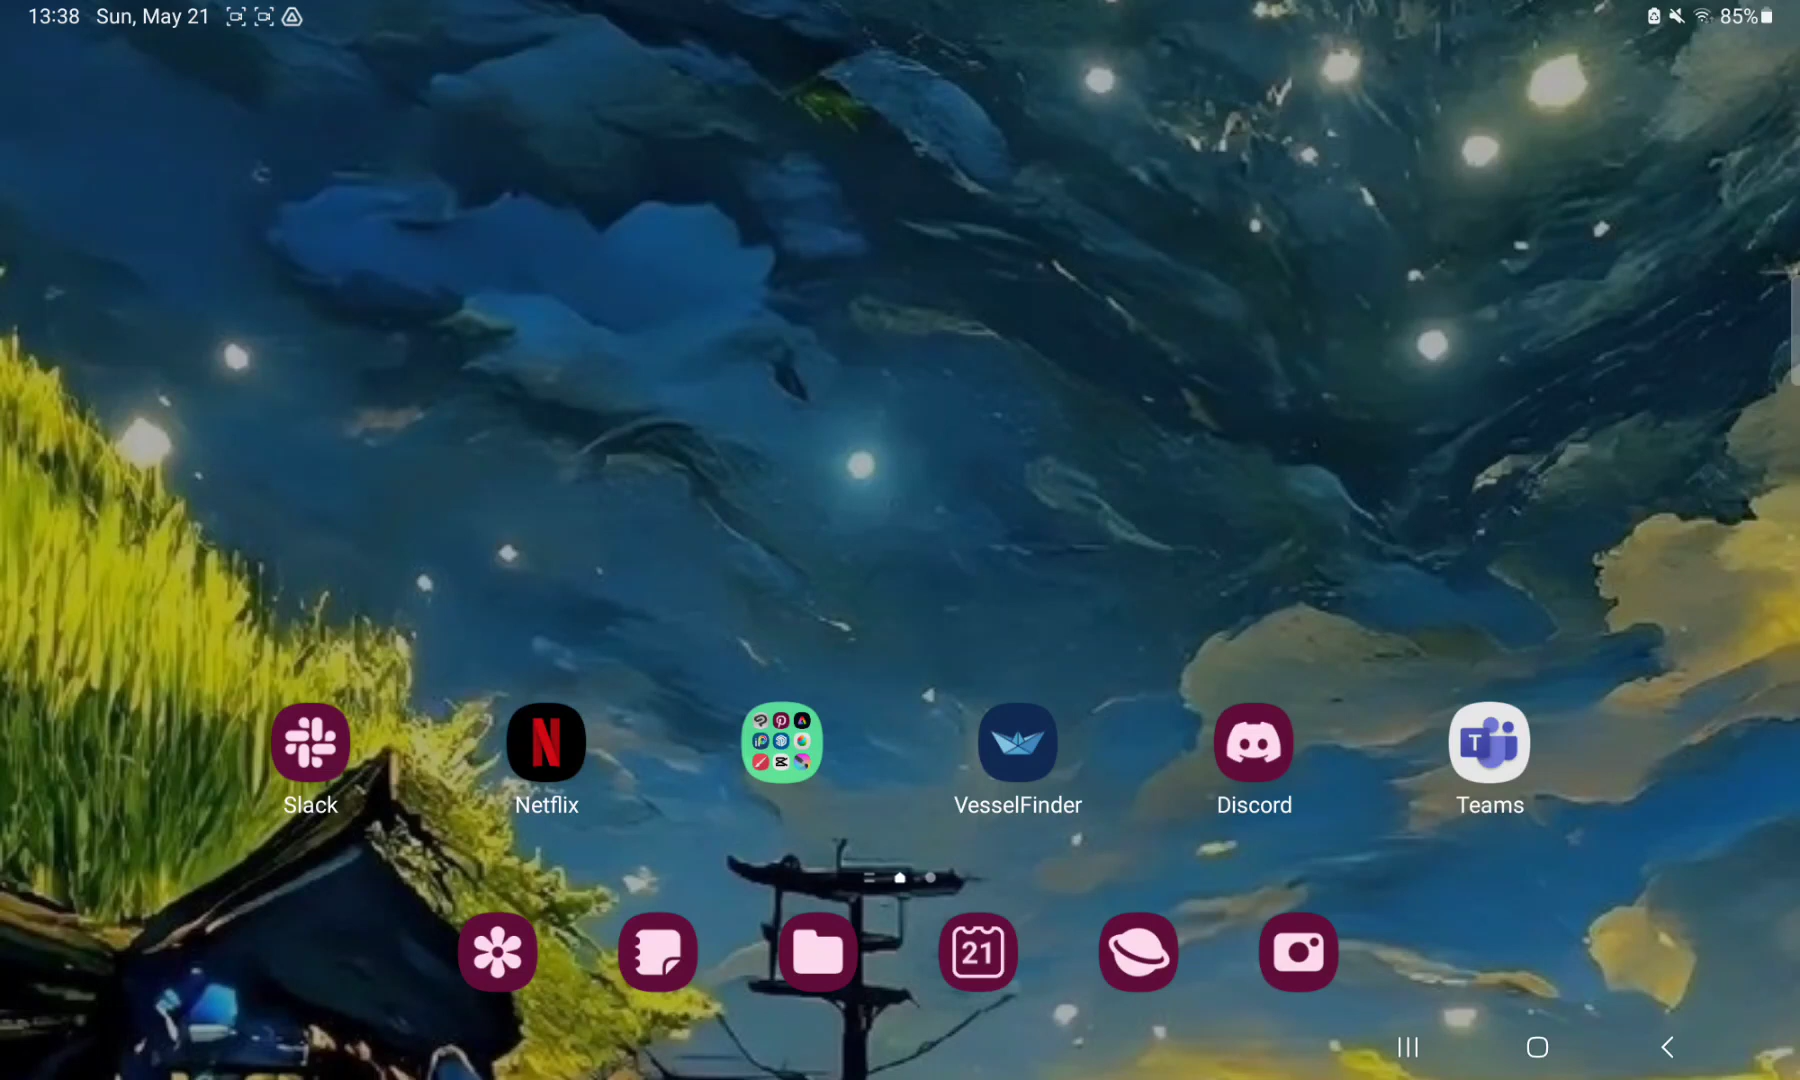 13:38 Sun, May 21 85%
N
T
Slack Netflix VesselFinder Discord Teams
21